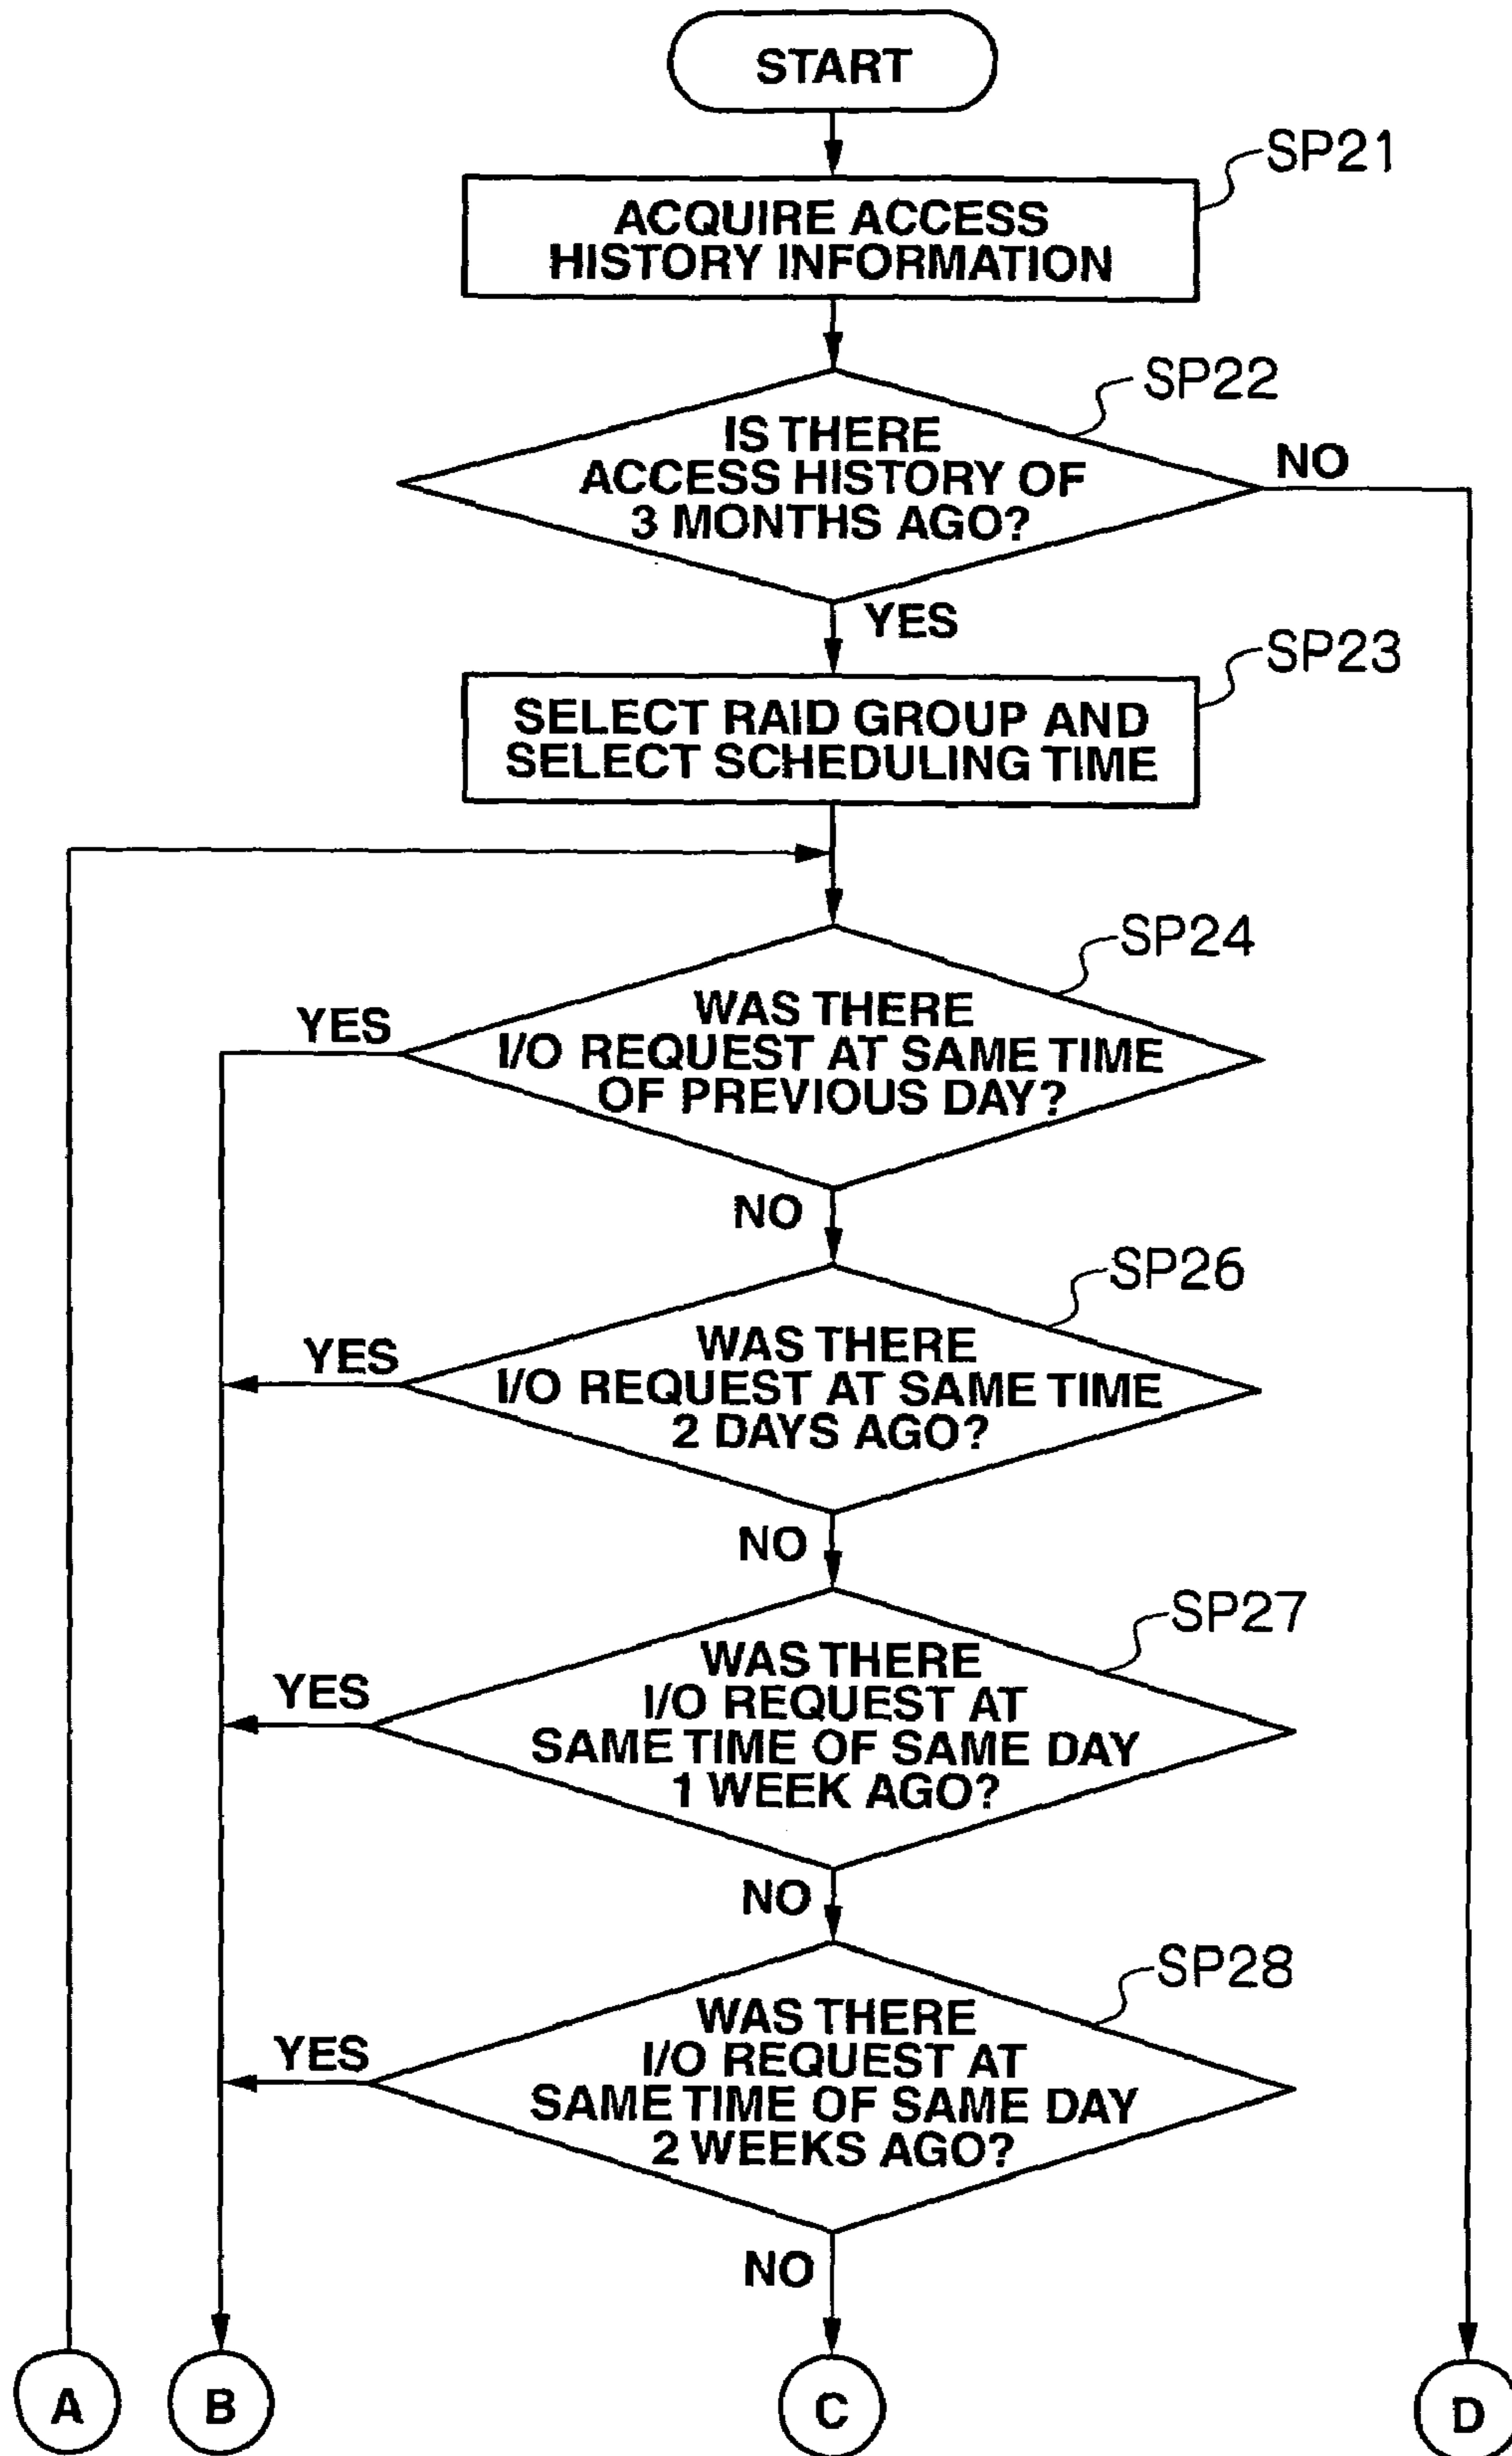 START
SP21
ACQUIRE ACCESS
HISTORY INFORMATION
SP22
IS THERE
ACCESS HISTORY OF
3 MONTHS AGO?
NO
YES
SP23
SELECT RAID GROUP AND
SELECT SCHEDULING TIME
SP24
WAS THERE
I/O REQUEST AT SAME TIME
OF PREVIOUS DAY?
YES
NO
SP26
WAS THERE
I/O REQUEST AT SAME TIME
2 DAYS AGO?
YES
NO
SP27
WAS THERE
I/O REQUEST AT
SAME TIME OF SAME DAY
1 WEEK AGO?
YES
NO
SP28
WAS THERE
I/O REQUEST AT
SAME TIME OF SAME DAY
2 WEEKS AGO?
YES
NO
A
B
C
D